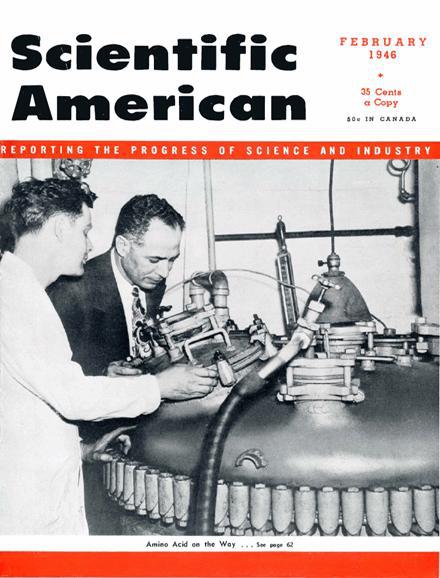 Scientific
American
FEBRUARY
1946
35 Cents
a Copy
50c IN CANADA
REPORTING THE PROGRESS OF SCIENCE AND INDUSTRY
Amino Acid on the Way ... See page 62